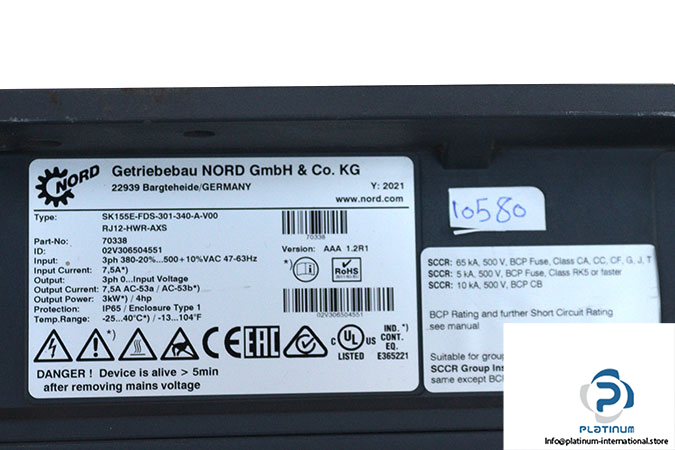 NORD
Getriebebau NORD GmbH & Co. KG
22939 Bargteheide/GERMANY
Y: 2021
www.nord.com
Type: SK155E-FDS-301-340-A-V00
RJ12-HWR-AXS
Part-No: 70338
ID: 02V306504551
Input: 3ph 380-20%...500+10%VAC 47-63Hz
Input Current: 7,5A*)
Output: 3ph 0...Input Voltage
Output Current: 7,5A AC-53a / AC-53b*)
Output Power: 3kW*) / 4hp
Protection: IP65 / Enclosure Type 1
Temp.Range: -25...40°C*) / -13...104°F
70338
Version: AAA 1.2R1
*)
RoHS
02V306504551
*)
CE EAC
C UL US
LISTED
IND. *)
CONT.
EQ.
E365221
DANGER ! Device is alive > 5min
after removing mains voltage
10580
SCCR: 65 kA, 500 V, BCP Fuse, Class CA, CC, CF, G, J, T
SCCR: 5 kA, 500 V, BCP Fuse, Class RK5 or faster
SCCR: 10 kA, 500 V, BCP CB
BCP Rating and further Short Circuit Rating
see manual
Suitable for group
SCCR Group Ins
same except BC
PLATINUM
info@platinum-international.store